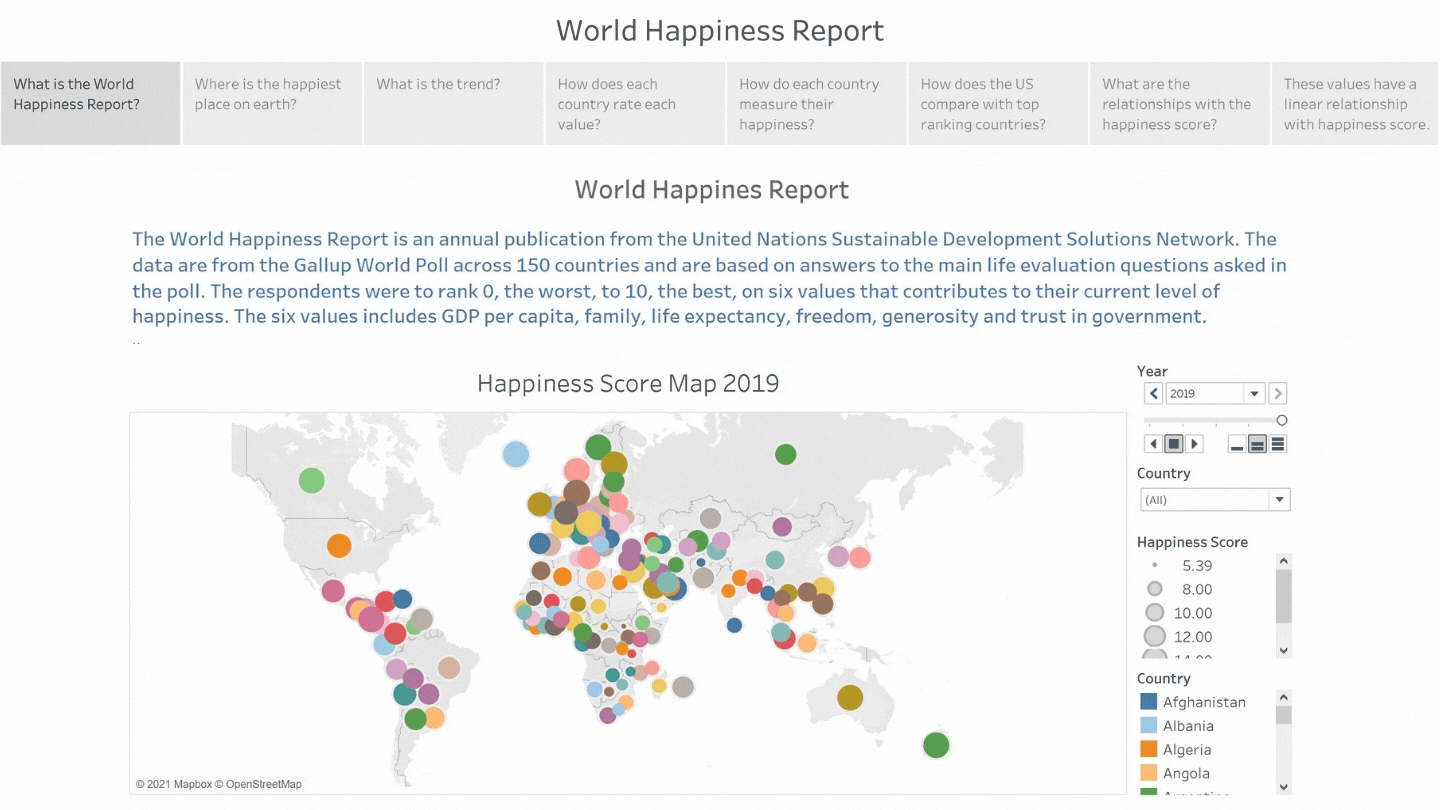 World Happiness Report
What is the World
Happiness Report?
Where is the happiest
place on earth?
What is the trend?
How does each
country rate each
value?
How do each country
measure their
happiness?
How does the US
compare with top
ranking countries?
What are the
relationships with the
happiness score?
These values have a
linear relationship
with happiness score.
World Happines Report
The World Happiness Report is an annual publication from the United Nations Sustainable Development Solutions Network. The
data are from the Gallup World Poll across 150 countries and are based on answers to the main life evaluation questions asked in
the poll. The respondents were to rank 0, the worst, to 10, the best, on six values that contributes to their current level of
happiness. The six values includes GDP per capita, family, life expectancy, freedom, generosity and trust in government.
..
Happiness Score Map 2019
© 2021 Mapbox © OpenStreetMap
Year
2019
Country
(All)
Happiness Score
5.39
8.00
10.00
12.00
Country
Afghanistan
Albania
Algeria
Angola